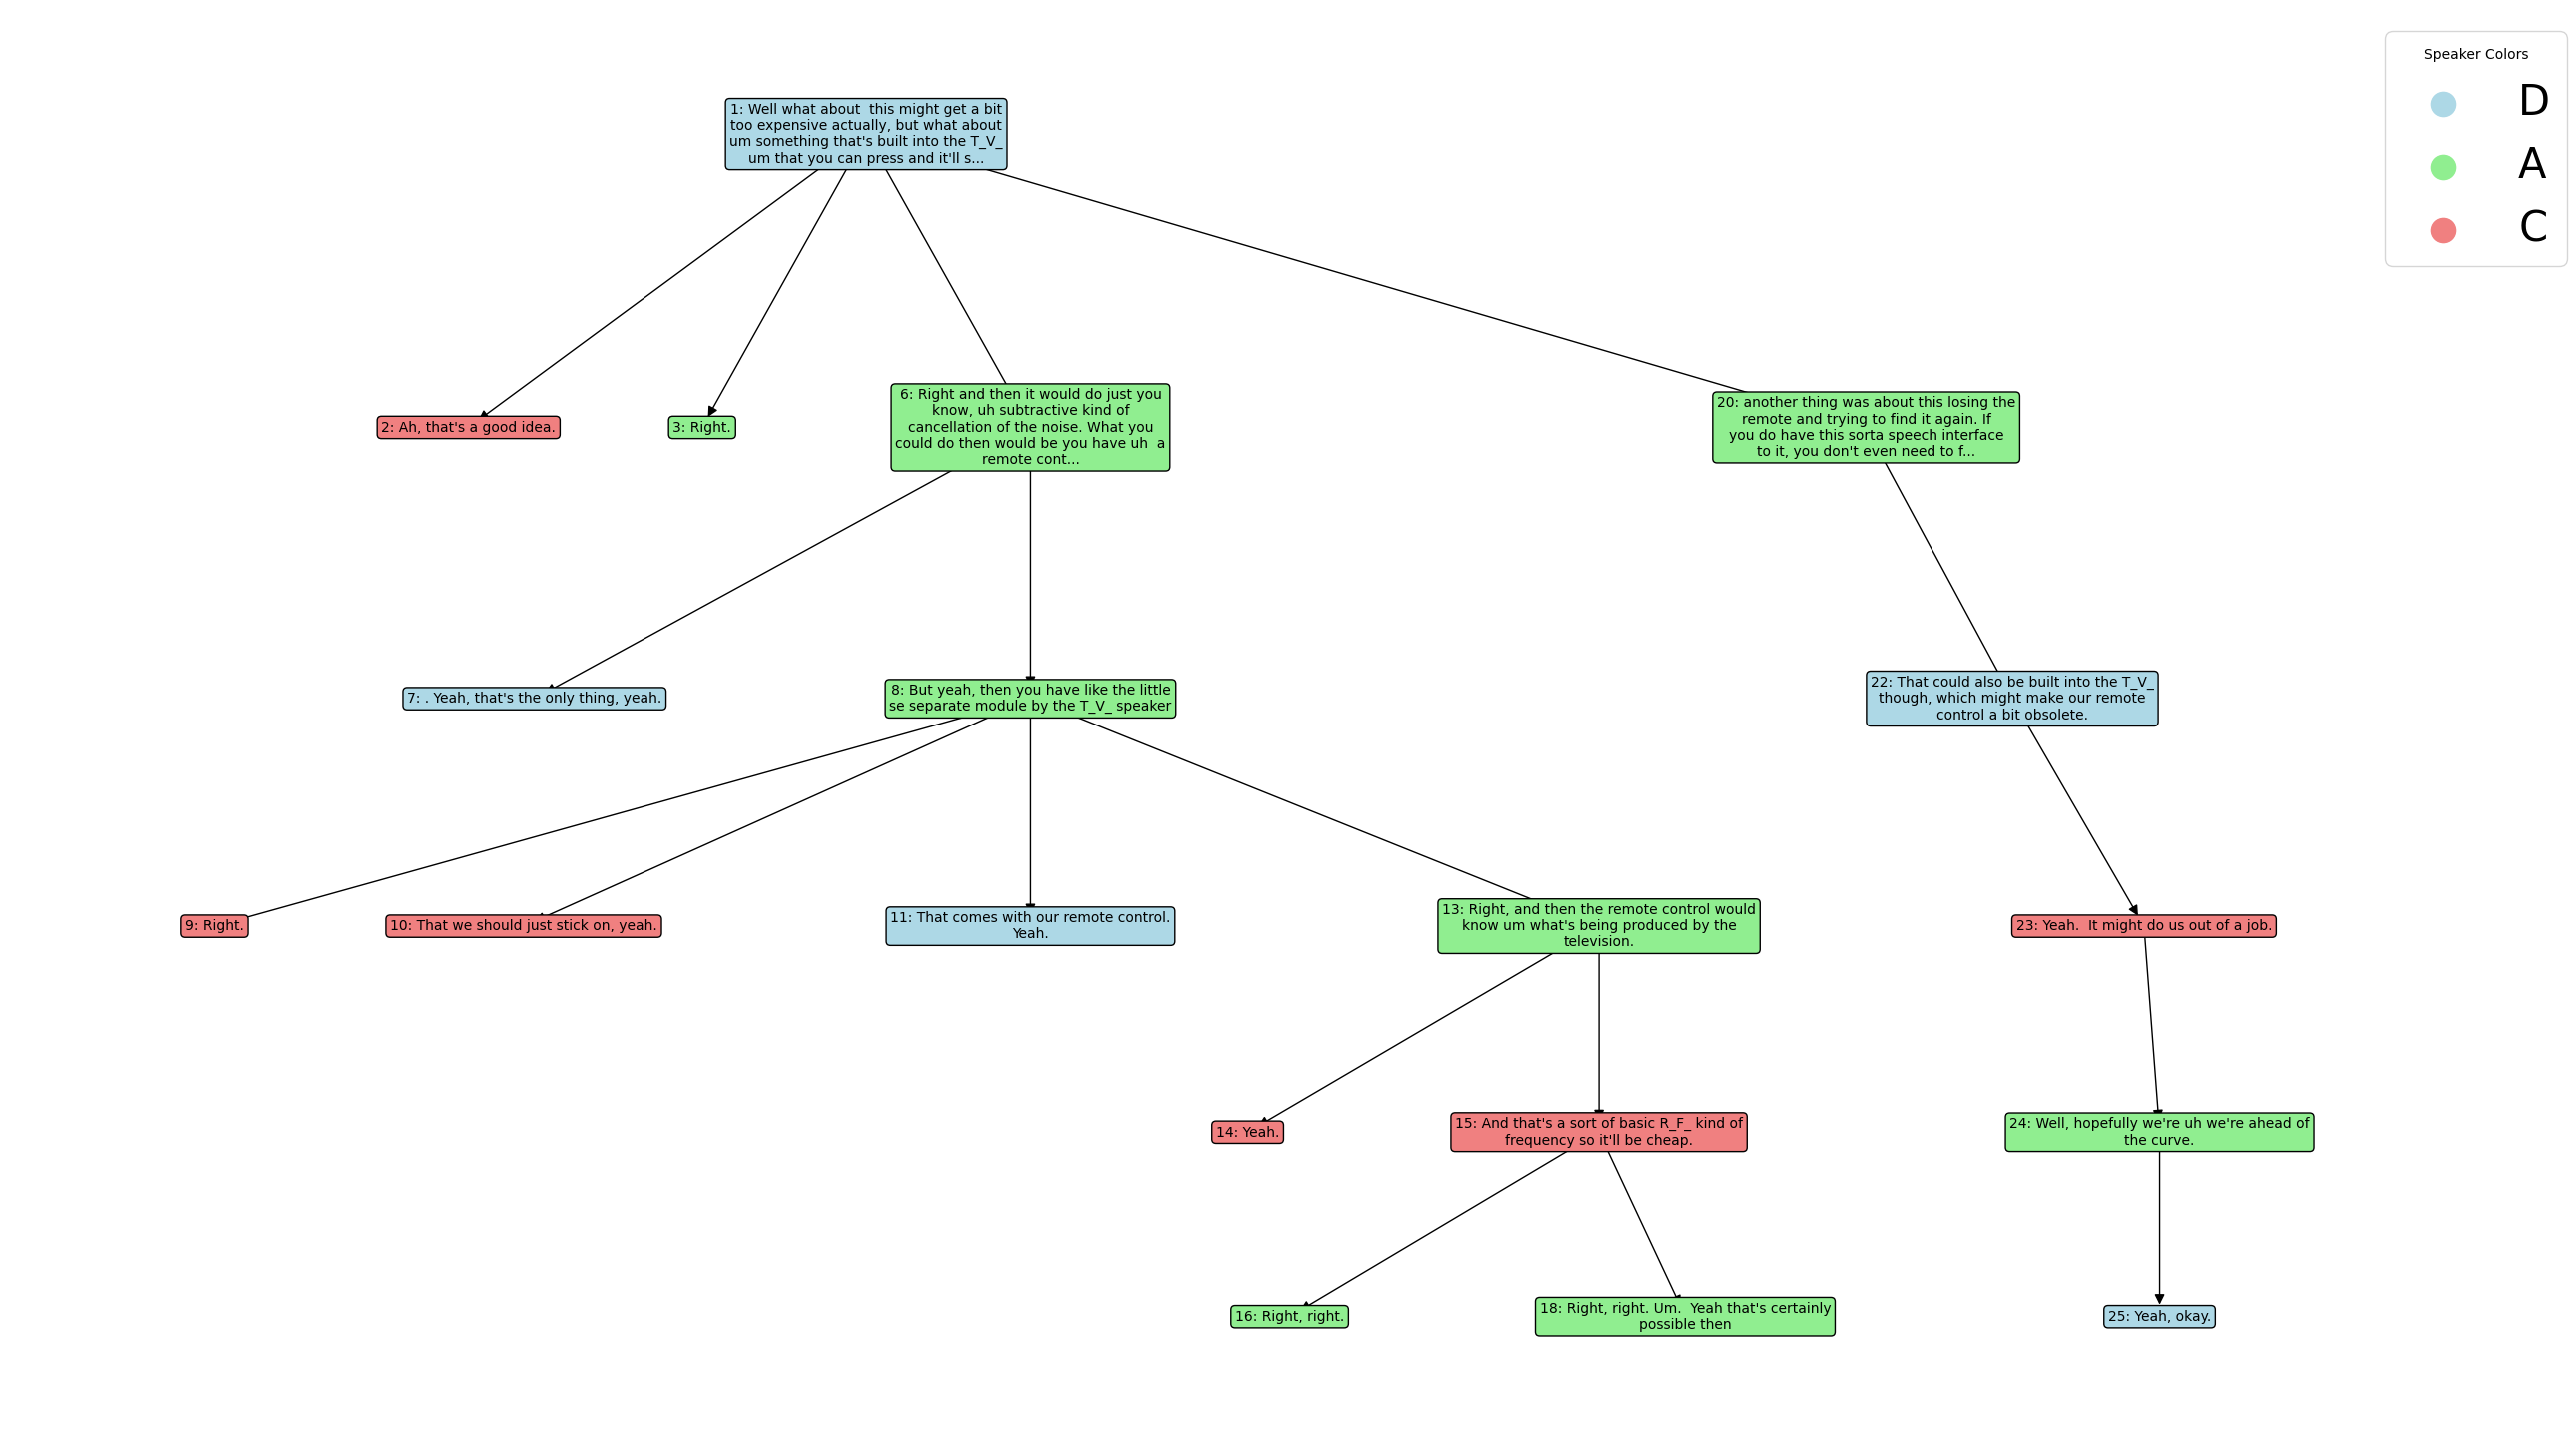 Speaker Colors
D
A
C
1: Well what about  this might get a bit
too expensive actually, but what about
um something that's built into the T_V_
um that you can press and it'll s...
2: Ah, that's a good idea.
3: Right.
6: Right and then it would do just you
know, uh subtractive kind of
cancellation of the noise. What you
could do then would be you have uh  a
remote cont...
20: another thing was about this losing the
remote and trying to find it again. If
you do have this sorta speech interface
to it, you don't even need to f...
7: . Yeah, that's the only thing, yeah.
8: But yeah, then you have like the little
se separate module by the T_V_ speaker
22: That could also be built into the T_V_
though, which might make our remote
control a bit obsolete.
9: Right.
10: That we should just stick on, yeah.
11: That comes with our remote control.
Yeah.
13: Right, and then the remote control would
know um what's being produced by the
television.
23: Yeah.  It might do us out of a job.
14: Yeah.
15: And that's a sort of basic R_F_ kind of
frequency so it'll be cheap.
24: Well, hopefully we're uh we're ahead of
the curve.
16: Right, right.
18: Right, right. Um.  Yeah that's certainly
possible then
25: Yeah, okay.